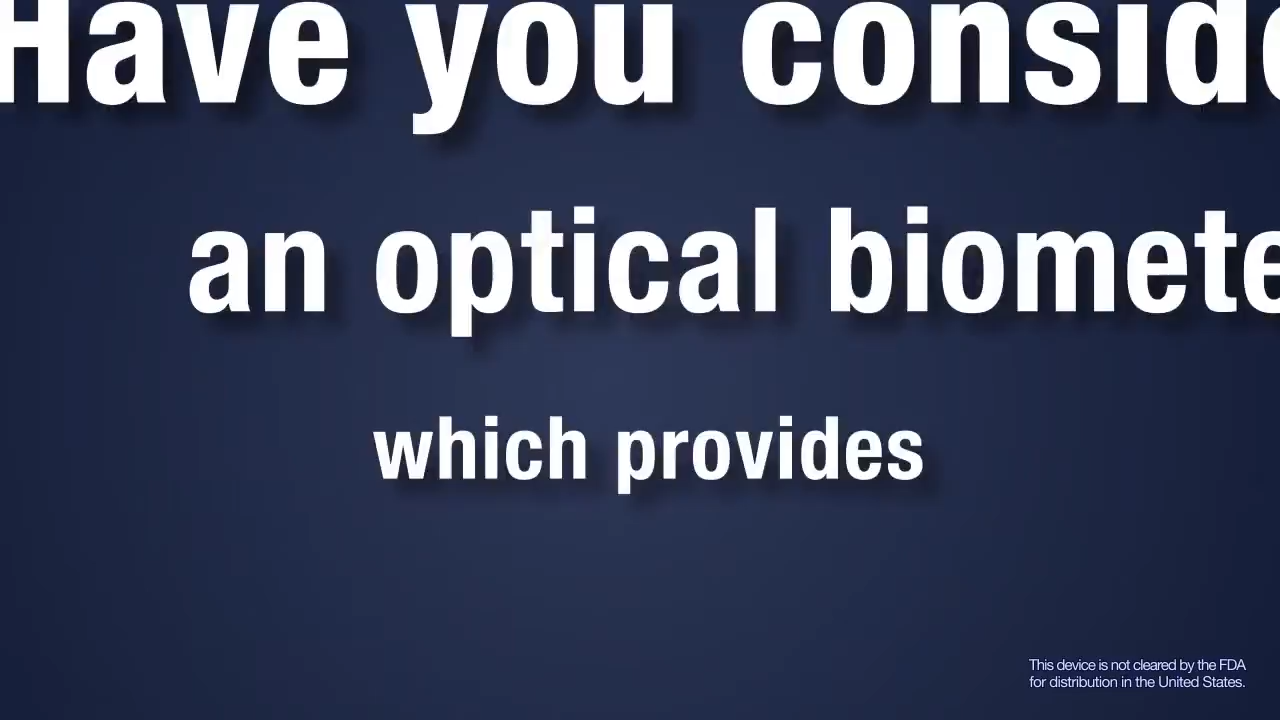 Have you conside
an optical biomete
which provides
This device is not cleared by the FDA
for distribution in the United States.